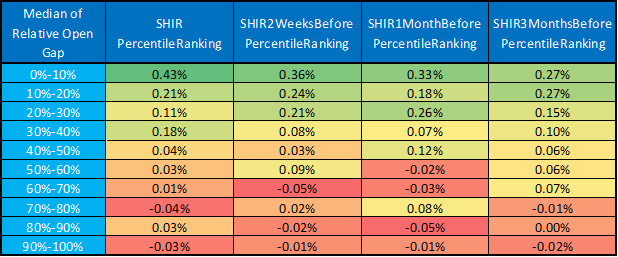 Median of Relative Open Gap SHIR PercentileRanking SHIR2WeeksBefore PercentileRanking SHIR1MonthBefore PercentileRanking SHIR3MonthsBefore PercentileRanking
0%-10% 0.43% 0.36% 0.33% 0.27%
10%-20% 0.21% 0.24% 0.18% 0.27%
20%-30% 0.11% 0.21% 0.26% 0.15%
30%-40% 0.18% 0.08% 0.07% 0.10%
40%-50% 0.04% 0.03% 0.12% 0.06%
50%-60% 0.03% 0.09% -0.02% 0.06%
60%-70% 0.01% -0.05% -0.03% 0.07%
70%-80% -0.04% 0.02% 0.08% -0.01%
80%-90% 0.03% -0.02% -0.05% 0.00%
90%-100% -0.03% -0.01% -0.01% -0.02%